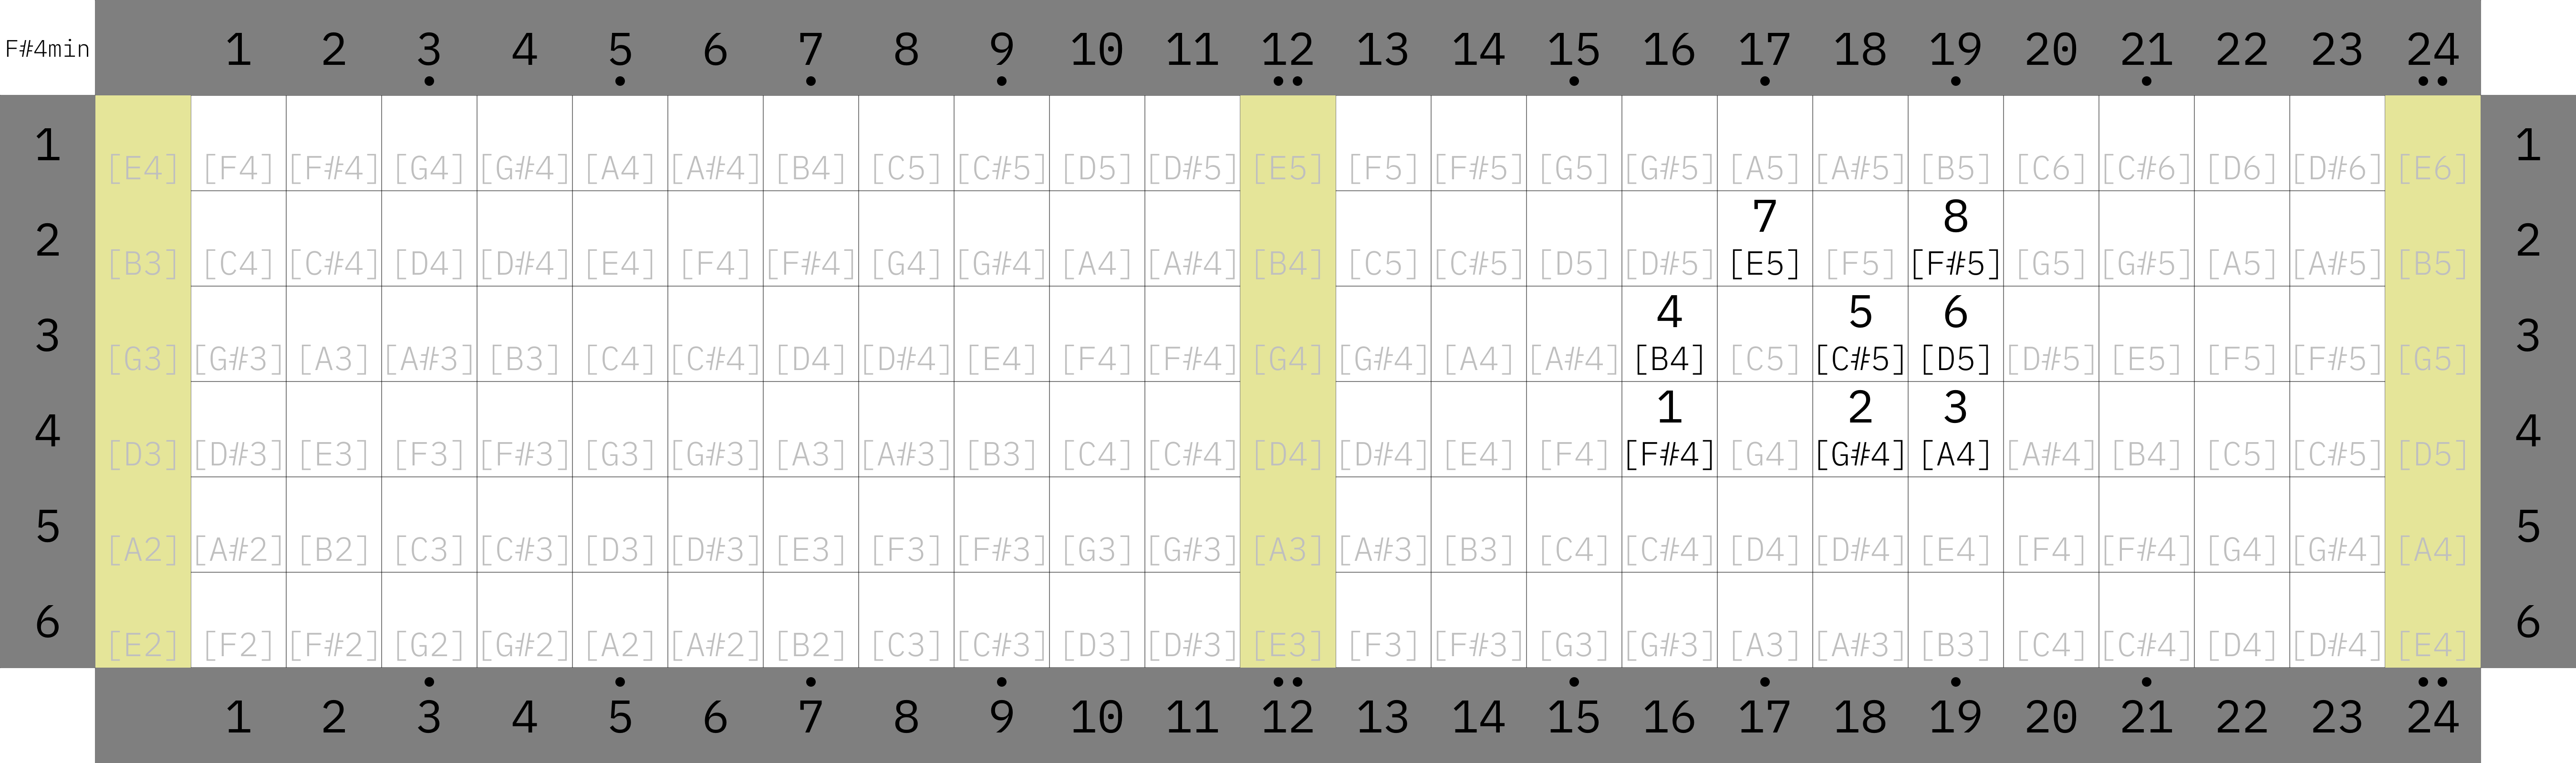 F#4min 1 2 3 4 5 6 7 8 9 10 11 12 13 14 15 16 17 18 19 20 21 22 23 24
1 [E4] [F4] [F#4] [G4] [G#4] [A4] [A#4] [B4] [C5] [C#5] [D5] [D#5] [E5] [F5] [F#5] [G5] [G#5] [A5] [A#5] [B5] [C6] [C#6] [D6] [D#6] [E6] 1
7 8
2 [B3] [C4] [C#4] [D4] [D#4] [E4] [F4] [F#4] [G4] [G#4] [A4] [A#4] [B4] [C5] [C#5] [D5] [D#5] [E5] [F5] [F#5] [G5] [G#5] [A5] [A#5] [B5] 2
4 5 6
3 [G3] [G#3] [A3] [A#3] [B3] [C4] [C#4] [D4] [D#4] [E4] [F4] [F#4] [G4] [G#4] [A4] [A#4] [B4] [C5] [C#5] [D5] [D#5] [E5] [F5] [F#5] [G5] 3
1 2 3
4 [D3] [D#3] [E3] [F3] [F#3] [G3] [G#3] [A3] [A#3] [B3] [C4] [C#4] [D4] [D#4] [E4] [F4] [F#4] [G4] [G#4] [A4] [A#4] [B4] [C5] [C#5] [D5] 4
5 [A2] [A#2] [B2] [C3] [C#3] [D3] [D#3] [E3] [F3] [F#3] [G3] [G#3] [A3] [A#3] [B3] [C4] [C#4] [D4] [D#4] [E4] [F4] [F#4] [G4] [G#4] [A4] 5
6 [E2] [F2] [F#2] [G2] [G#2] [A2] [A#2] [B2] [C3] [C#3] [D3] [D#3] [E3] [F3] [F#3] [G3] [G#3] [A3] [A#3] [B3] [C4] [C#4] [D4] [D#4] [E4] 6
1 2 3 4 5 6 7 8 9 10 11 12 13 14 15 16 17 18 19 20 21 22 23 24